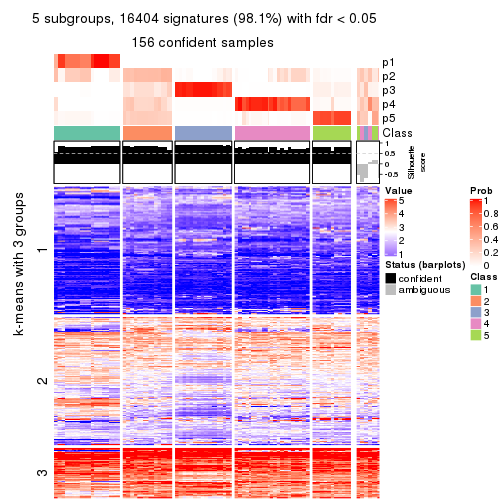 5 subgroups, 16404 signatures (98.1%) with fdr < 0.05
156 confident samples
p1
p2
p3
p4
p5
Class
1
0.5
0
-0.5
Silhouette
score
k-means with 3 groups
1
2
3
Value
5
4
3
2
1
Status (barplots)
confident
ambiguous
Prob
1
0.8
0.6
0.4
0.2
0
Class
1
2
3
4
5